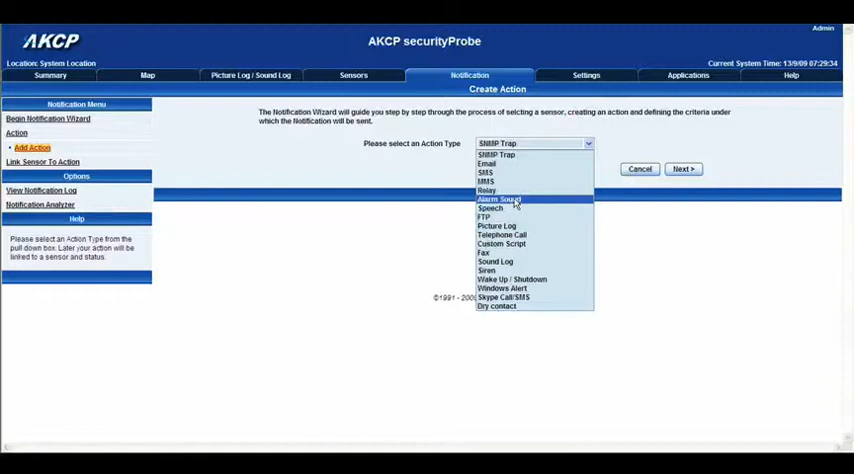 AKCP
AKCP securityProbe
Admin
Location: System Location
Current System Time: 13/9/09 07:29:34
Summary
Map
Picture Log / Sound Log
Sensors
Notification
Settings
Applications
Help
Create Action
Notification Menu
Begin Notification Wizard
Action
• Add Action
Link Sensor To Action
Options
View Notification Log
Notification Analyzer
Help
Please select an Action Type from the
pull down box. Later your action will be
linked to a sensor and status.
The Notification Wizard will guide you step by step through the process of selcting a sensor, creating an action and defining the criteria under
which the Notification will be sent.
Please select an Action Type
SNMP Trap
SNMP Trap
Email
SMS
MMS
Relay
Alarm Sound
Speech
FTP
Picture Log
Telephone Call
Custom Script
Fax
Sound Log
Siren
Wake Up / Shutdown
Windows Alert
Skype Call/SMS
Dry contact
Cancel
Next >
©1991 - 2009